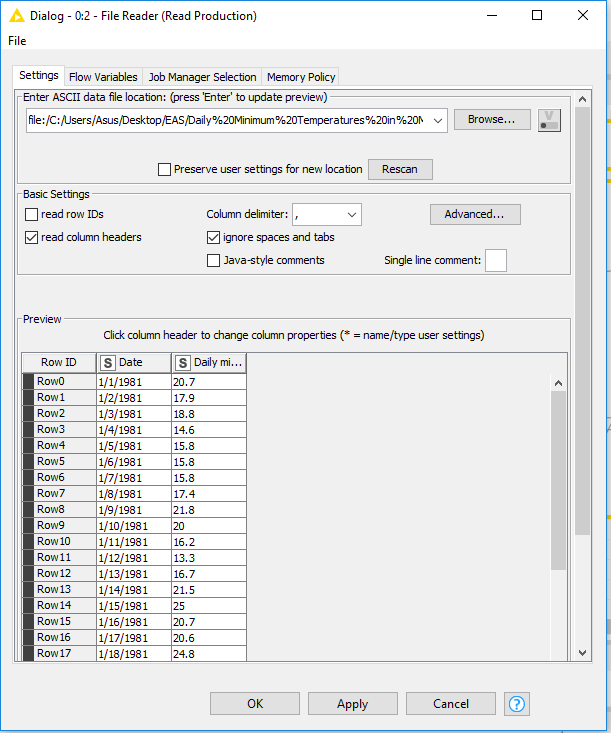 Dialog - 0:2 - File Reader (Read Production)
File
Settings Flow Variables Job Manager Selection Memory Policy
Enter ASCII data file location: (press 'Enter' to update preview)
file:/C:/Users/Asus/Desktop/EAS/Daily%20Minimum%20Temperatures%20in%20M Browse... V
Preserve user settings for new location Rescan
Basic Settings
read row IDs Column delimiter: , Advanced...
read column headers ignore spaces and tabs
Java-style comments Single line comment:
Preview
Click column header to change column properties (* = name/type user settings)
Row ID S Date S Daily mi...
Row0 1/1/1981 20.7
Row1 1/2/1981 17.9
Row2 1/3/1981 18.8
Row3 1/4/1981 14.6
Row4 1/5/1981 15.8
Row5 1/6/1981 15.8
Row6 1/7/1981 15.8
Row7 1/8/1981 17.4
Row8 1/9/1981 21.8
Row9 1/10/1981 20
Row10 1/11/1981 16.2
Row11 1/12/1981 13.3
Row12 1/13/1981 16.7
Row13 1/14/1981 21.5
Row14 1/15/1981 25
Row15 1/16/1981 20.7
Row16 1/17/1981 20.6
Row17 1/18/1981 24.8
OK Apply Cancel ?